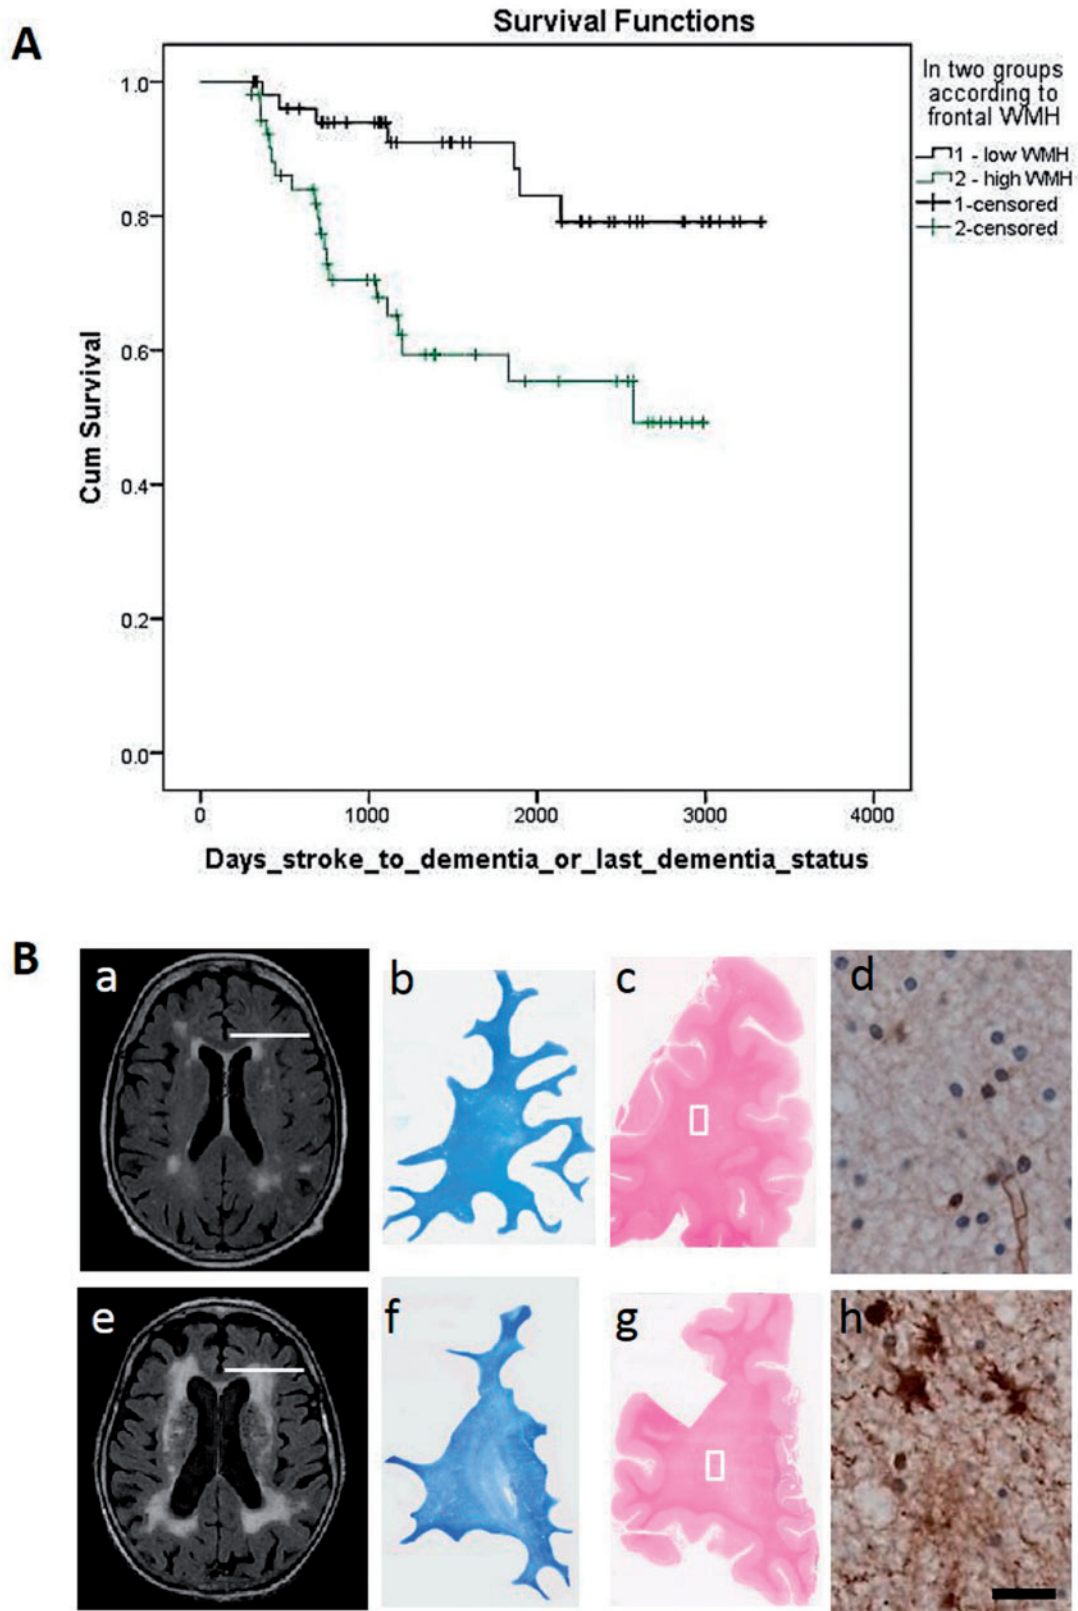 A
Survival Functions
In two groups
according to
frontal WMH
1 - low WMH
2 - high WMH
1-censored
2-censored
Cum Survival
1.0
0.8
0.6
0.4
0.2
0.0
0 1000 2000 3000 4000
Days_stroke_to_dementia_or_last_dementia_status
B
a b c d
e f g h